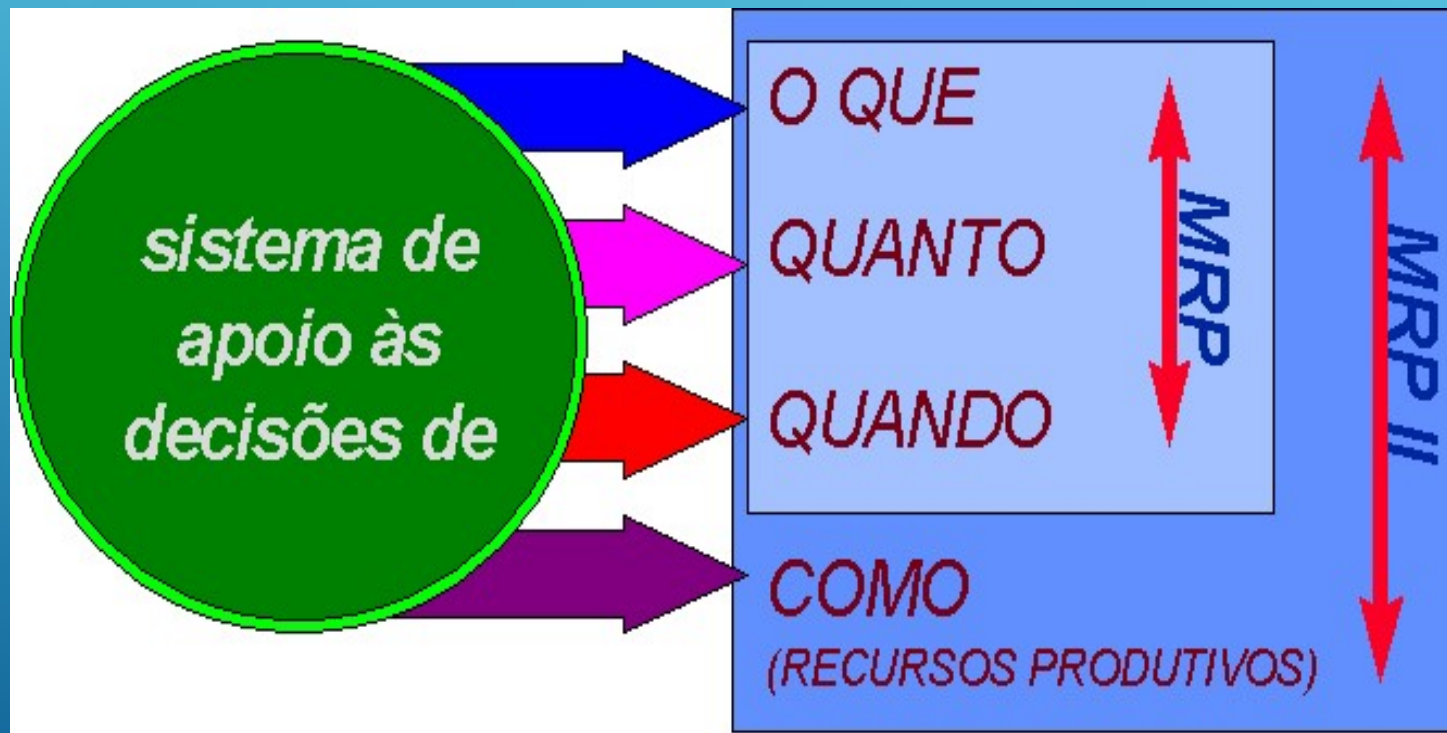 sistema de
apoio às
decisões de
O QUE
QUANTO
QUANDO
COMO
(RECURSOS PRODUTIVOS)
MRP
MRP II